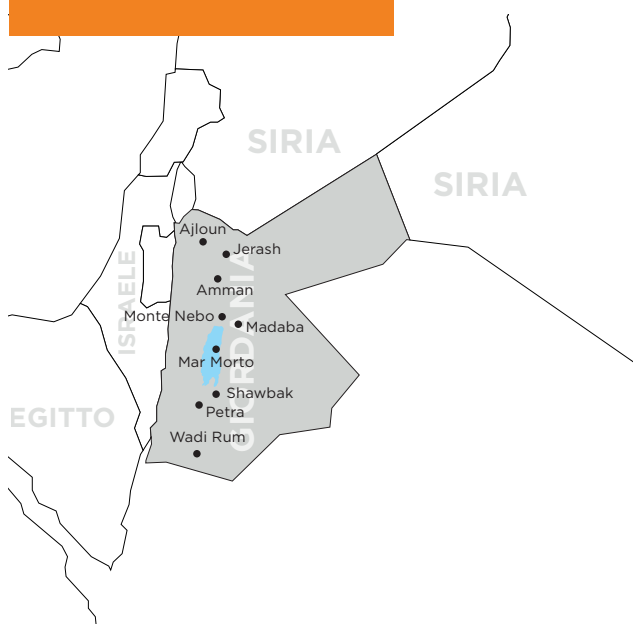 SIRIA
SIRIA
Ajloun
Jerash
Amman
ISRAELE
GIORDANIA
Monte Nebo
Madaba
Mar Morto
Shawbak
Petra
EGITTO
Wadi Rum